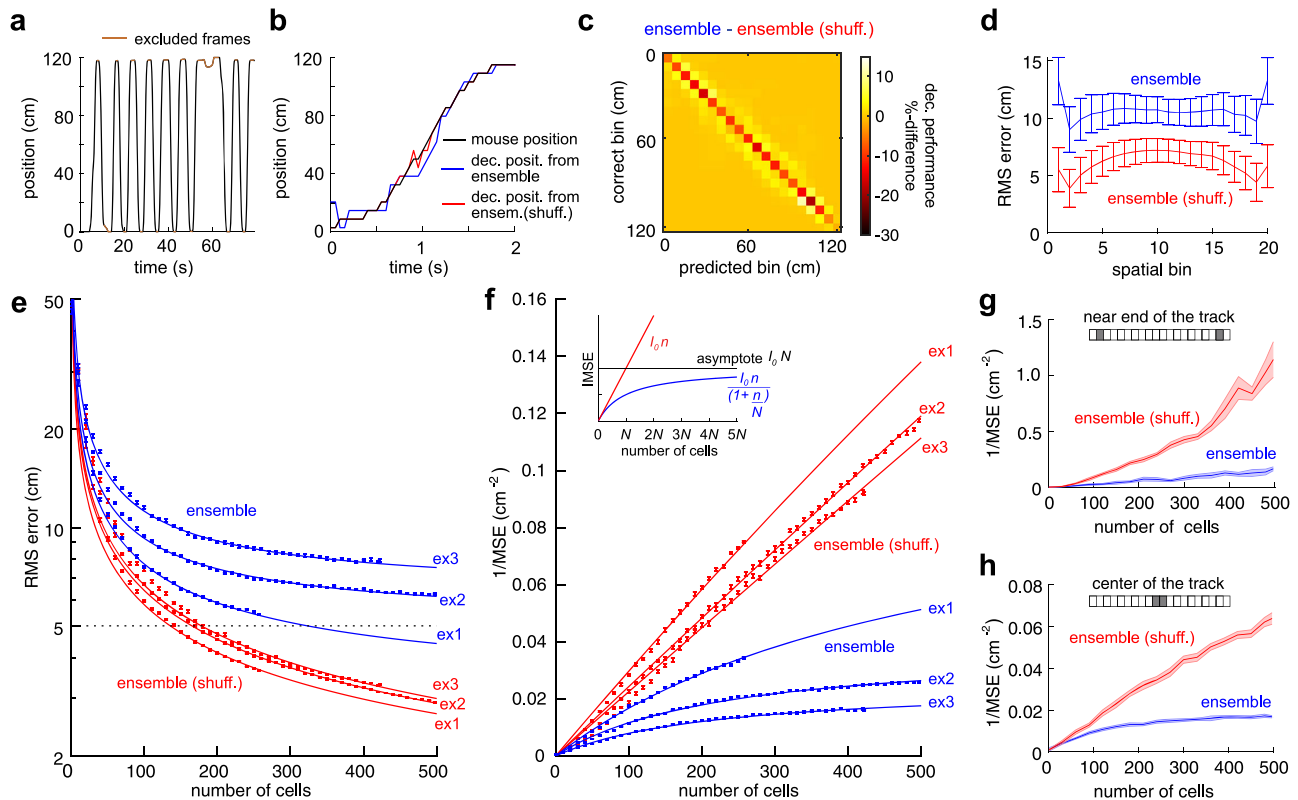 a
excluded frames
position (cm)
120
80
40
0
0 20 40 60
time (s)
b
position (cm)
120
80
40
0
mouse position
dec. posit. from
ensemble
dec. posit. from
ensem.(shuff.)
0 1 2
time (s)
c
ensemble - ensemble (shuff.)
correct bin (cm)
0
60
120
0 60 120
predicted bin (cm)
10
0
-10
-20
-30
dec. performance
%-difference
d
RMS error (cm)
15
10
5
0
ensemble
ensemble (shuff.)
0 5 10 15 20
spatial bin
e
RMS error (cm)
50
20
10
5
2
ensemble
ex3
ex2
ex1
ensemble (shuff.)
ex3
ex2
ex1
0 100 200 300 400 500
number of cells
f
1/MSE (cm⁻²)
0.16
0.14
0.12
0.1
0.08
0.06
0.04
0.02
0
IMSE
I₀ n
asymptote I₀ N
I₀ n
(1+ n)
N
0 N 2N 3N 4N 5N
number of cells
ex1
ex2
ex3
ensemble (shuff.)
ex1
ensemble
ex2
ex3
0 100 200 300 400 500
number of cells
g
near end of the track
1/MSE (cm⁻²)
1.5
1.0
0.5
0
ensemble (shuff.)
ensemble
0 100 200 300 400 500
number of cells
h
center of the track
1/MSE (cm⁻²)
0.08
0.06
0.04
0.02
0
ensemble (shuff.)
ensemble
0 100 200 300 400 500
number of cells